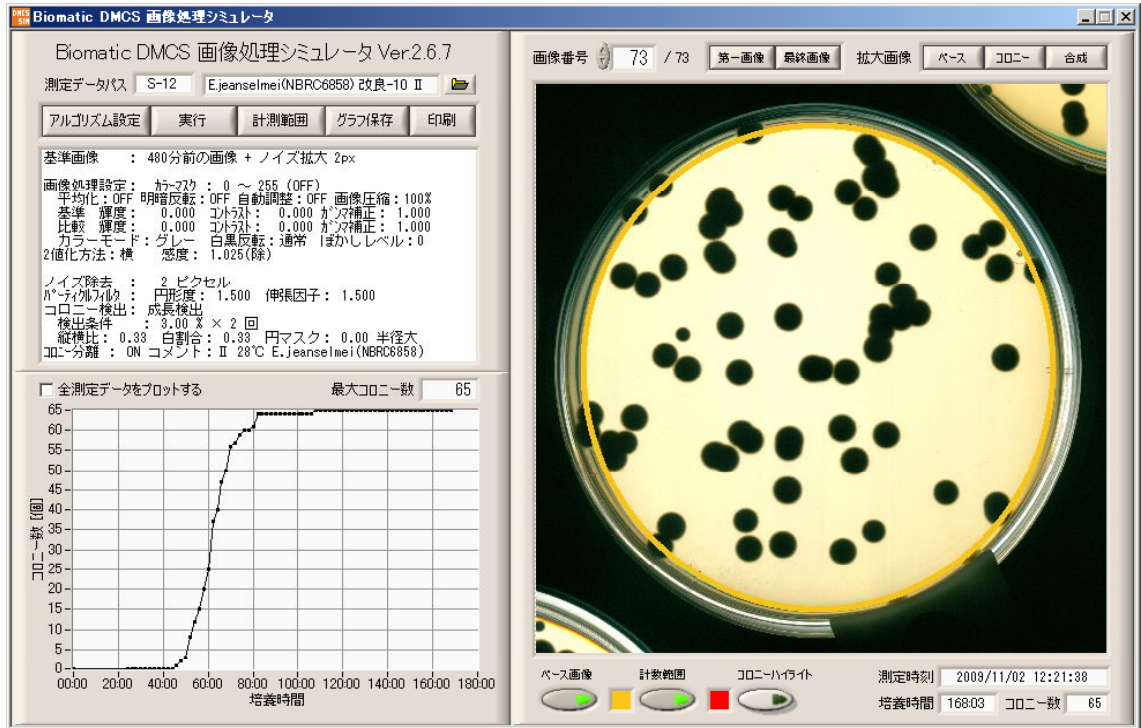 Biomatic DMCS 画像処理シミュレータ
Biomatic DMCS 画像処理シミュレータ Ver.2.6.7
測定データパス S-12 E.jeanselmei(NBRC6858) 改良-10 Ⅱ
アルゴリズム設定 実行 計測範囲 グラフ保存 印刷
基準画像 : 480分前の画像 + ノイズ拡大 2px
画像処理設定: ｶﾗｰﾏｽｸ : 0 ～ 255 (OFF)
平均化:OFF 明暗反転:OFF 自動調整:OFF 画像圧縮:100%
基準 輝度: 0.000 ｺﾝﾄﾗｽﾄ: 0.000 ｶﾞﾝﾏ補正: 1.000
比較 輝度: 0.000 ｺﾝﾄﾗｽﾄ: 0.000 ｶﾞﾝﾏ補正: 1.000
カラーモード:グレー 白黒反転:通常 ぼかしレベル:0
2値化方法:横 感度: 1.025(除)
ノイズ除去 : 2 ピクセル
ﾊﾟｰﾃｨｸﾙﾌｨﾙﾀ: 円形度: 1.500 伸張因子: 1.500
コロニー検出: 成長検出
検出条件 : 3.00 % × 2 回
縦横比: 0.33 白割合: 0.33 円マスク: 0.00 半径大
ｺﾛﾆｰ分離 : ON コメント:Ⅱ 28℃ E.jeanselmei(NBRC6858)
全測定データをプロットする 最大コロニー数 65
65
60
55
50
45
40
35
30
25
20
15
10
5
0
コロニー数 [個]
00:00 20:00 40:00 60:00 80:00 100:00 120:00 140:00 160:00 180:00
培養時間
画像番号 73 / 73 第一画像 最終画像 拡大画像 ベース コロニー 合成
ベース画像 計数範囲 コロニーハイライト
測定時刻 2009/11/02 12:21:38
培養時間 168:03 コロニー数 65